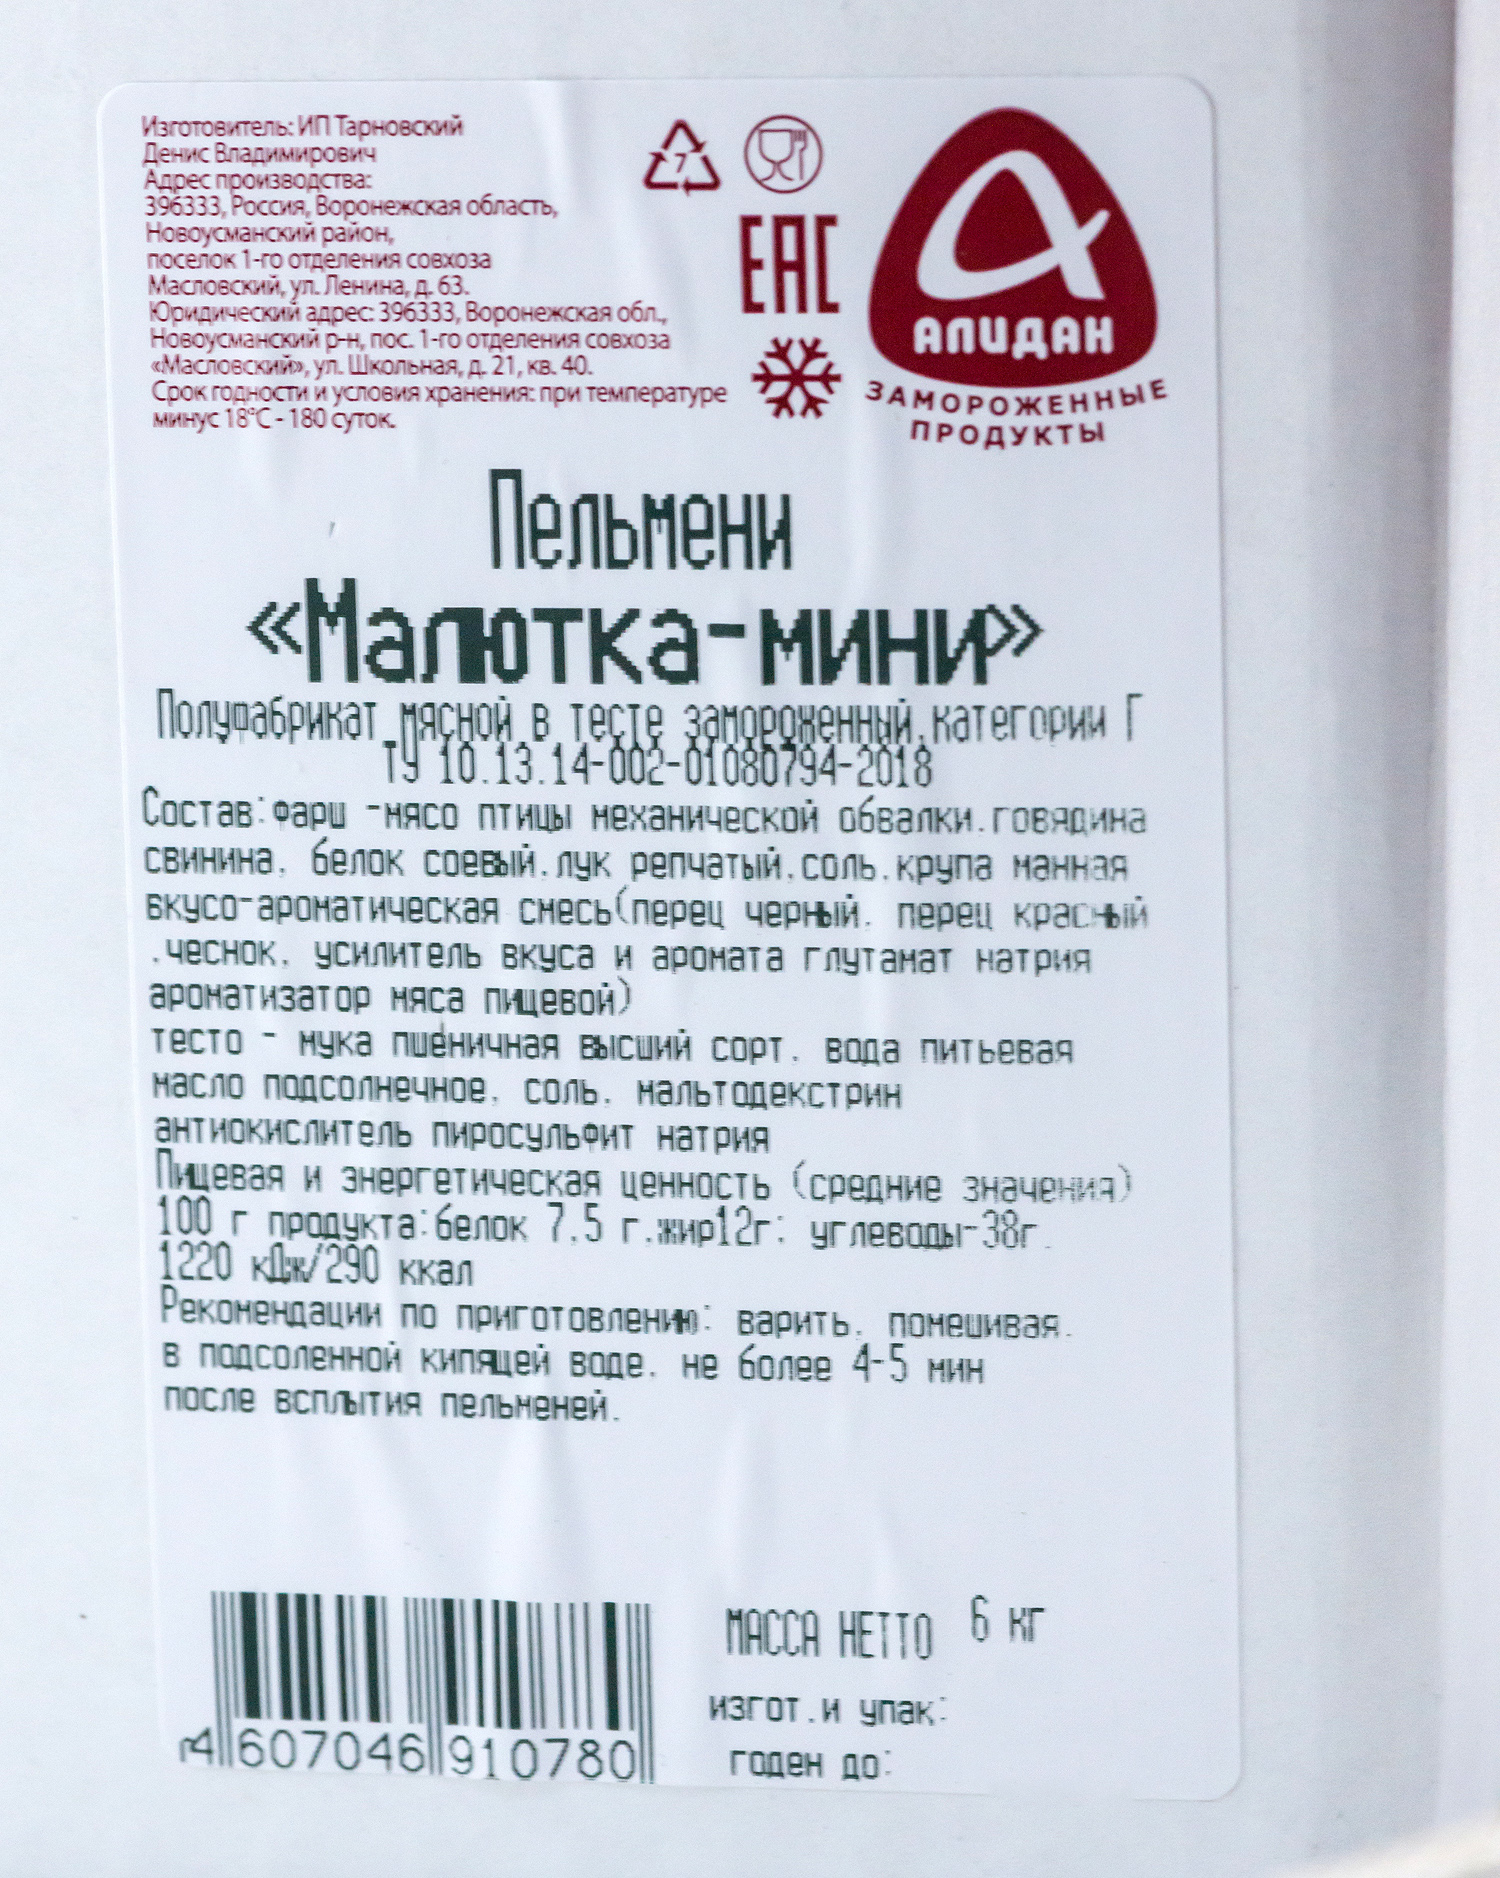 Изготовитель: ИП Тарновский
Денис Владимирович
Адрес производства:
396333, Россия, Воронежская область,
Новоусманский район,
поселок 1-го отделения совхоза
Масловский, ул. Ленина, д. 63.
Юридический адрес: 396333, Воронежская обл.,
Новоусманский р-н, пос. 1-го отделения совхоза
«Масловский», ул. Школьная, д. 21, кв. 40.
Срок годности и условия хранения: при температуре
минус 18°С - 180 суток.
7
ЕАС
АЛИДАН
ЗАМОРОЖЕННЫЕ
ПРОДУКТЫ
Пельмени
«Малютка-мини»
Полуфабрикат мясной в тесте замороженный, категории Г
ТУ 10.13.14-002-01080794-2018
Состав: фарш -мясо птицы механической обвалки.говядина
свинина, белок соевый.лук репчатый.соль.крупа манная
вкусо-ароматическая смесь(перец черный, перец красный
.чеснок, усилитель вкуса и аромата глутамат натрия
ароматизатор мяса пищевой)
тесто - мука пшеничная высший сорт, вода питьевая
масло подсолнечное, соль, мальтодекстрин
антиокислитель пиросульфит натрия
Пищевая и энергетическая ценность (средние значения)
100 г продукта:белок 7,5 г.жир12г; углеводы-38г.
1220 кДж/290 ккал
Рекомендации по приготовлению: варить, помешивая,
в подсоленной кипящей воде, не более 4-5 мин
после всплытия пельменей.
МАССА НЕТТО 6 кг
изгот.и упак:
годен до:
4 607046 910780